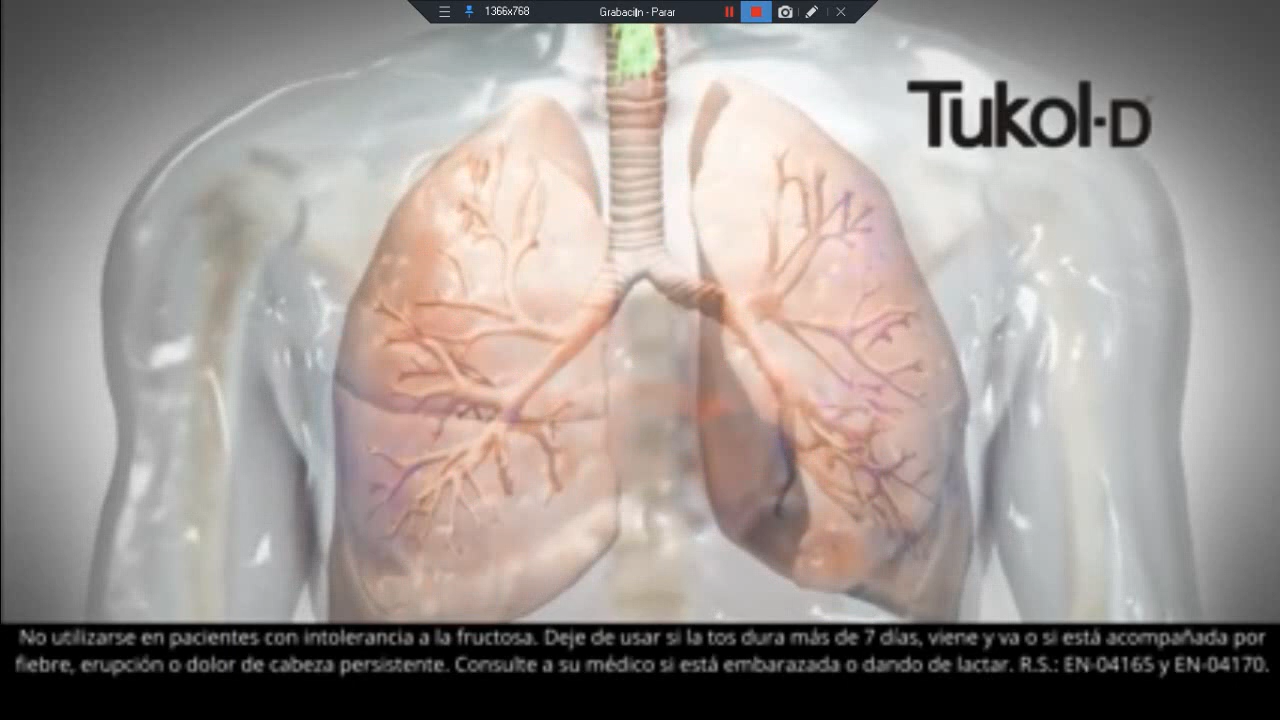 1366x768
Grabación - Parar
Tukol-D
No utilizarse en pacientes con intolerancia a la fructosa. Deje de usar si la tos dura más de 7 días, viene y va o si está acompañada por
fiebre, erupción o dolor de cabeza persistente. Consulte a su médico si está embarazada o dando de lactar. R.S.: EN-04165 y EN-04170.